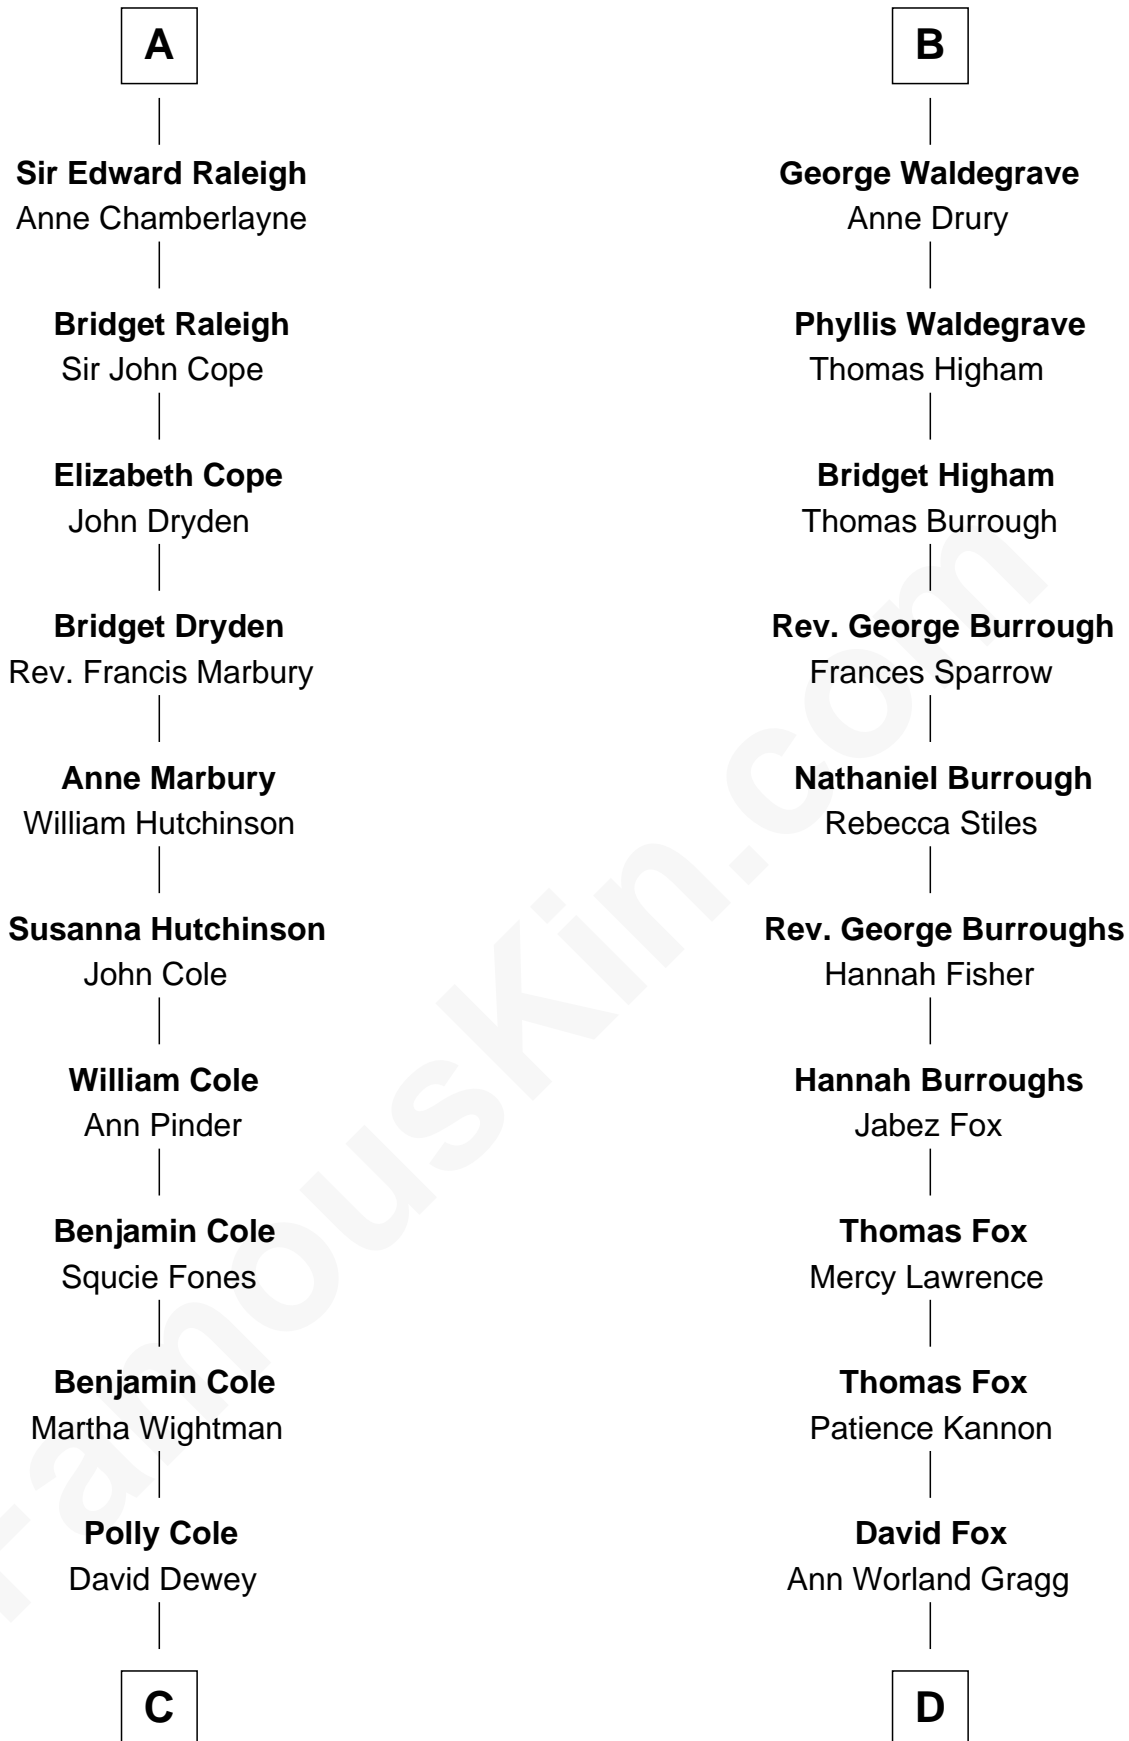 A
Sir Edward Raleigh
Anne Chamberlayne
Bridget Raleigh
Sir John Cope
Elizabeth Cope
John Dryden
Bridget Dryden
Rev. Francis Marbury
Anne Marbury
William Hutchinson
Susanna Hutchinson
John Cole
William Cole
Ann Pinder
Benjamin Cole
Squcie Fones
Benjamin Cole
Martha Wightman
Polly Cole
David Dewey
C
B
George Waldegrave
Anne Drury
Phyllis Waldegrave
Thomas Higham
Bridget Higham
Thomas Burrough
Rev. George Burrough
Frances Sparrow
Nathaniel Burrough
Rebecca Stiles
Rev. George Burroughs
Hannah Fisher
Hannah Burroughs
Jabez Fox
Thomas Fox
Mercy Lawrence
Thomas Fox
Patience Kannon
David Fox
Ann Worland Gragg
D
FamousKin.com